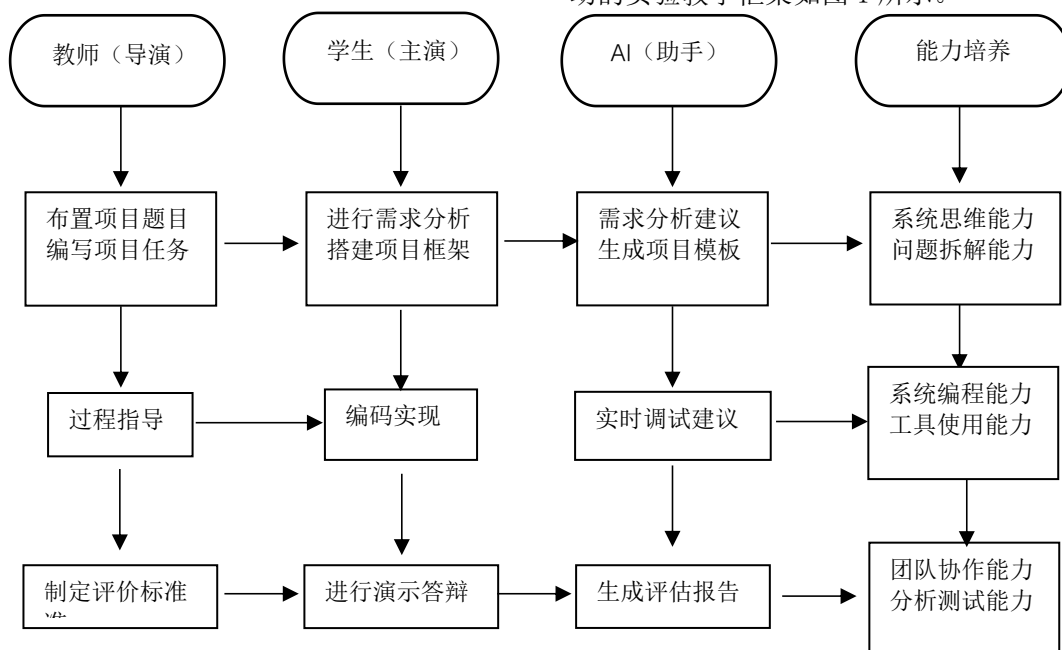 动的实验教学框架如图 1 所示。
教师（导演）
学生（主演）
AI（助手）
能力培养
布置项目题目
编写项目任务
进行需求分析
搭建项目框架
需求分析建议
生成项目模板
系统思维能力
问题拆解能力
过程指导
编码实现
实时调试建议
系统编程能力
工具使用能力
制定评价标准
准
进行演示答辩
生成评估报告
团队协作能力
分析测试能力